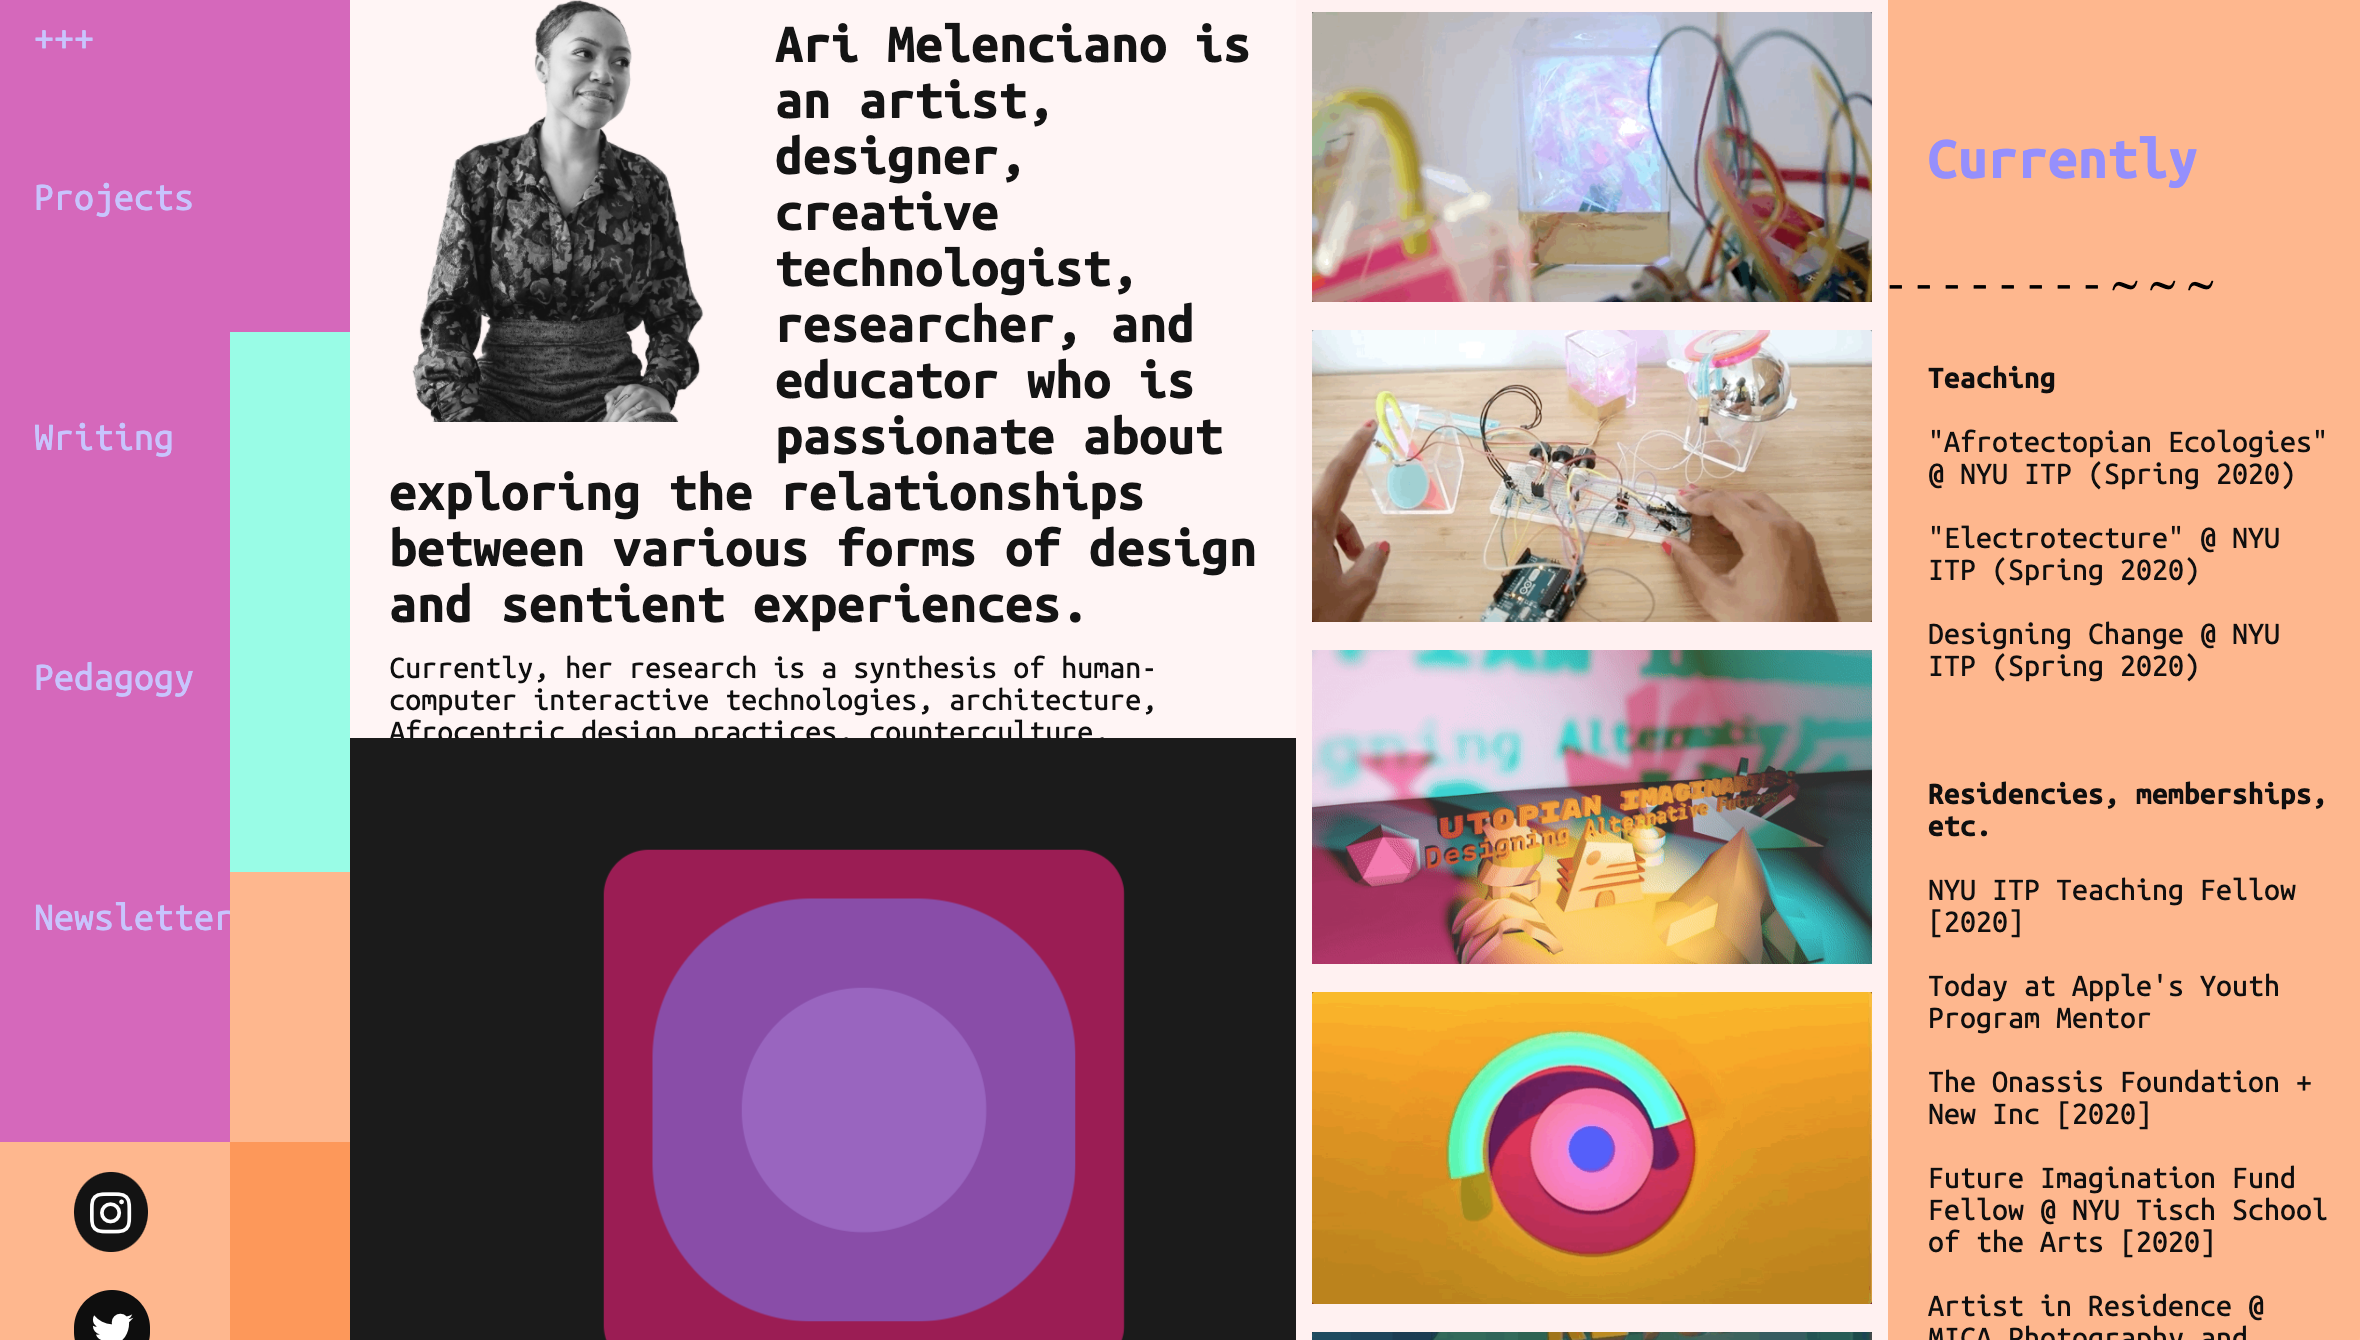 +++
Projects
Writing
Pedagogy
Newsletter
Ari Melenciano is
an artist,
designer,
creative
technologist,
researcher, and
educator who is
passionate about
exploring the relationships
between various forms of design
and sentient experiences.
Currently, her research is a synthesis of human-
computer interactive technologies, architecture,
Afrocentric design practices, counterculture,
UTOPIAN IMAGINARIES:
Designing Alternative Futures
Currently
--------~~~
Teaching
"Afrotectopian Ecologies"
@ NYU ITP (Spring 2020)
"Electrotecture" @ NYU
ITP (Spring 2020)
Designing Change @ NYU
ITP (Spring 2020)
Residencies, memberships,
etc.
NYU ITP Teaching Fellow
[2020]
Today at Apple's Youth
Program Mentor
The Onassis Foundation +
New Inc [2020]
Future Imagination Fund
Fellow @ NYU Tisch School
of the Arts [2020]
Artist in Residence @
MICA Photography and